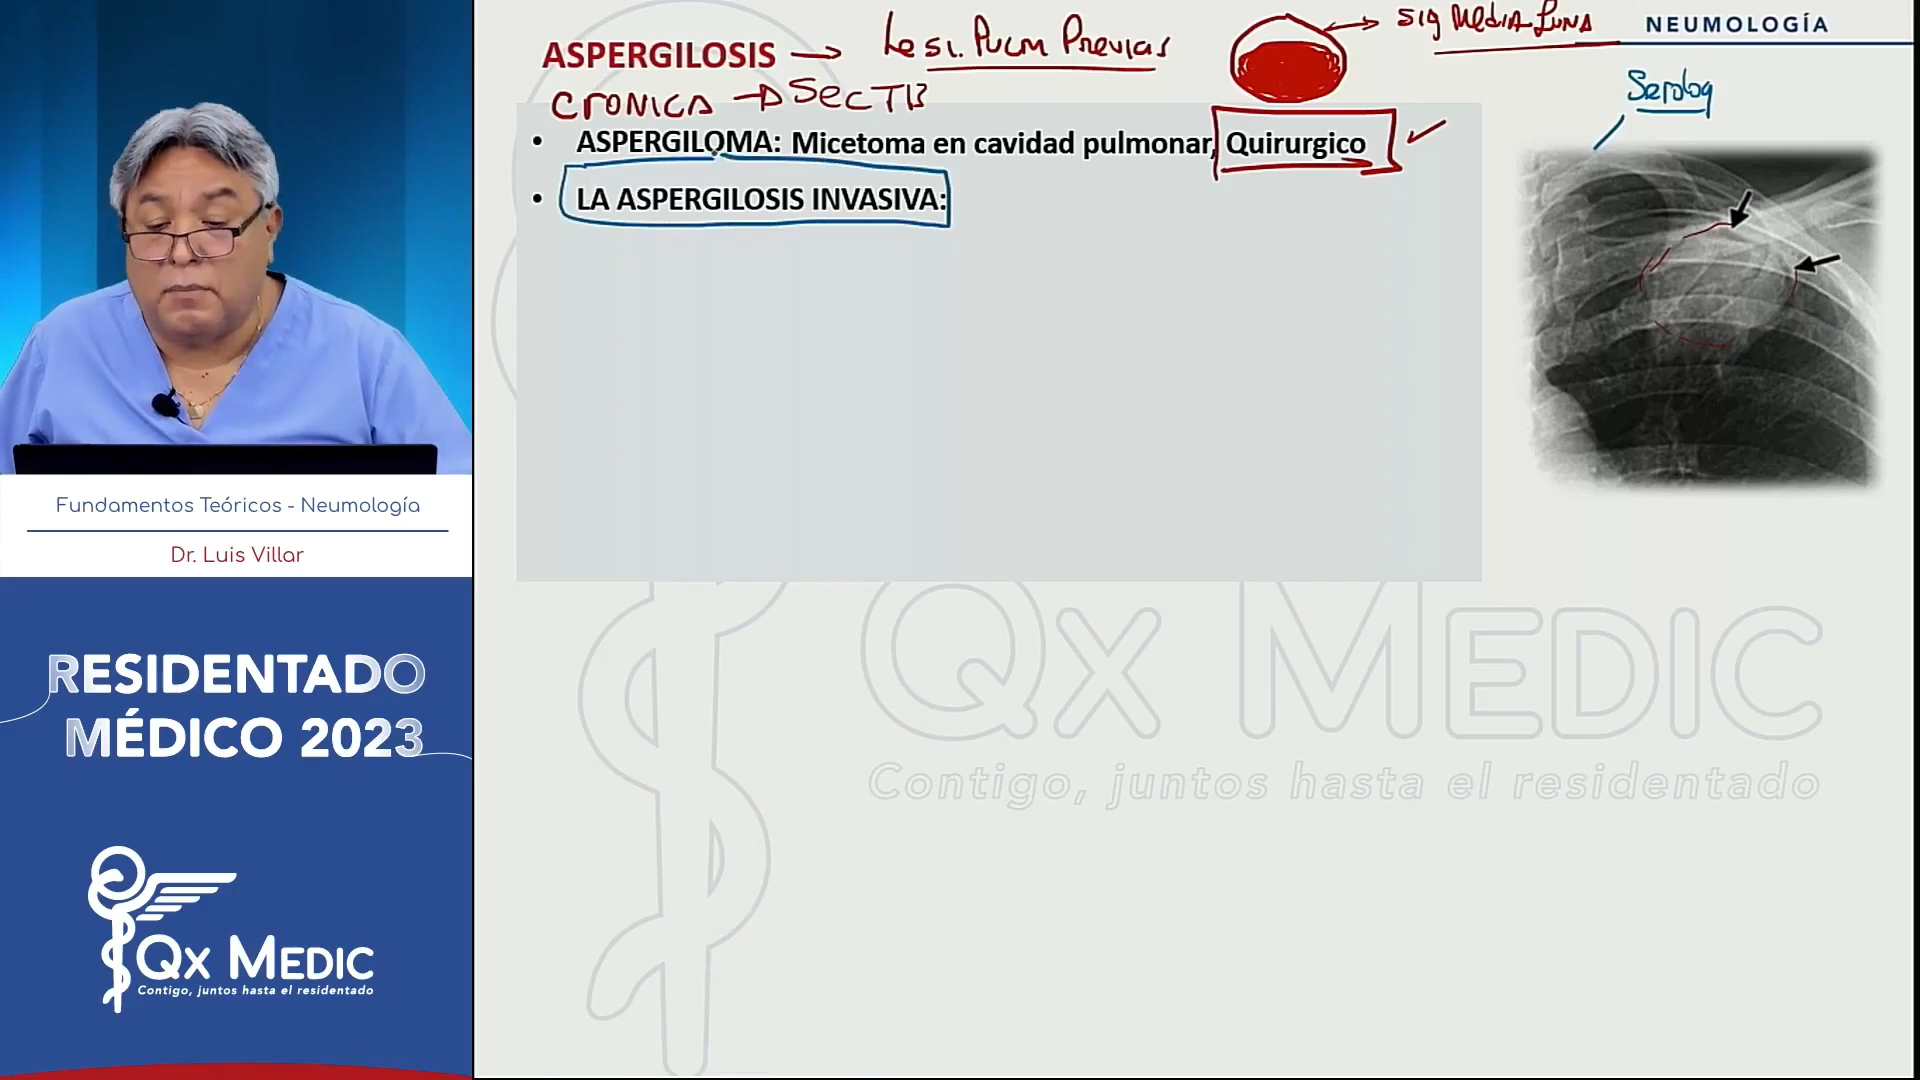 NEUMOLOGÍA
ASPERGILOSIS → Lesi. Pulm Previas
sig Media Luna
CRONICA → Sec TB
Serolog
• ASPERGILOMA: Micetoma en cavidad pulmonar, Quirurgico
• LA ASPERGILOSIS INVASIVA:
Fundamentos Teóricos - Neumología
Dr. Luis Villar
RESIDENTADO
MÉDICO 2023
Qx MEDIC
Contigo, juntos hasta el residentado
Qx MEDIC
Contigo, juntos hasta el residentado